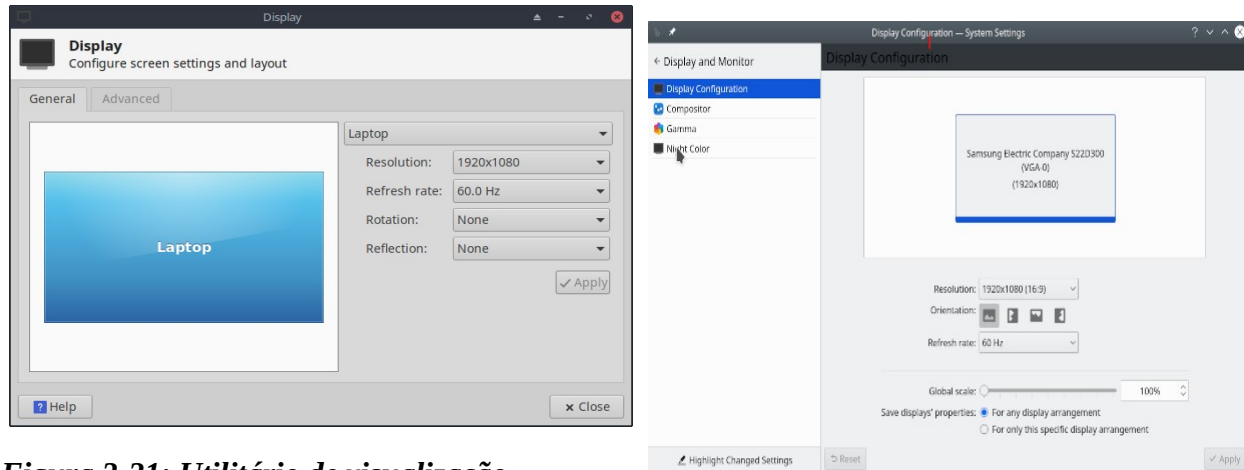 Display
Display
Configure screen settings and layout
General Advanced
Laptop
Laptop
Resolution: 1920x1080
Refresh rate: 60.0 Hz
Rotation: None
Reflection: None
Apply
Help
Close
Display Configuration — System Settings
Display and Monitor
Display Configuration
Display Configuration
Compositor
Gamma
Night Color
Samsung Electric Company S22D300
(VGA-0)
(1920x1080)
Resolution: 1920x1080 (16:9)
Orientation:
Refresh rate: 60 Hz
Global scale: 100%
Save displays' properties: For any display arrangement
For only this specific display arrangement
Highlight Changed Settings
Reset
Apply
Utilitário de visualização